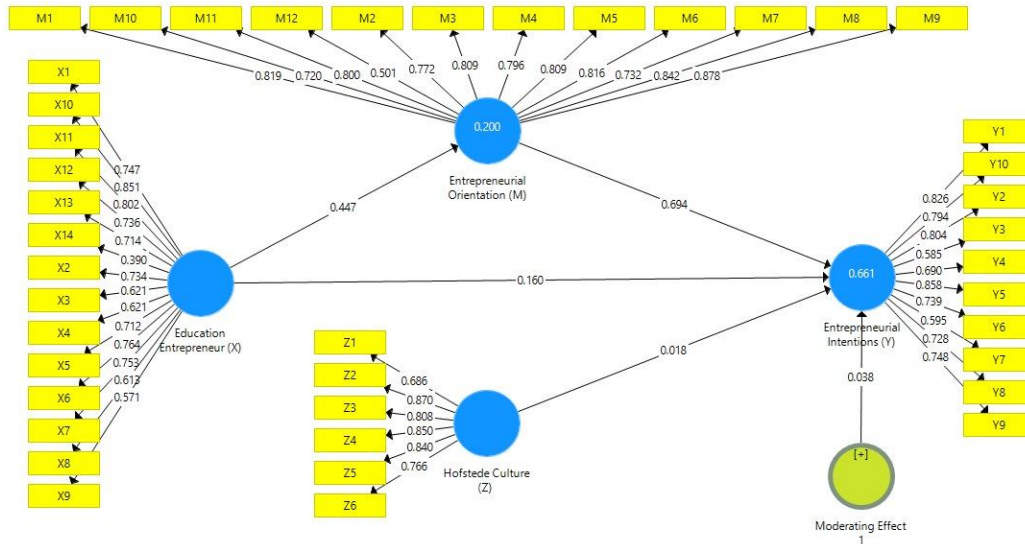 M1
M10
M11
M12
M2
M3
M4
M5
M6
M7
M8
M9
0.819
0.720
0.800
0.501
0.772
0.809
0.796
0.809
0.816
0.732
0.842
0.878
X1
X10
X11
X12
X13
X14
X2
X3
X4
X5
X6
X7
X8
X9
0.747
0.851
0.802
0.736
0.714
0.390
0.734
0.621
0.621
0.712
0.764
0.753
0.613
0.571
Education
Entrepreneur (X)
0.447
0.200
Entrepreneurial
Orientation (M)
0.694
0.160
0.018
Z1
Z2
Z3
Z4
Z5
Z6
0.686
0.870
0.808
0.850
0.840
0.766
Hofstede Culture
(Z)
0.661
Entrepreneurial
Intentions (Y)
0.826
0.794
0.804
0.585
0.690
0.858
0.739
0.595
0.728
0.748
Y1
Y10
Y2
Y3
Y4
Y5
Y6
Y7
Y8
Y9
0.038
[+]
Moderating Effect
1